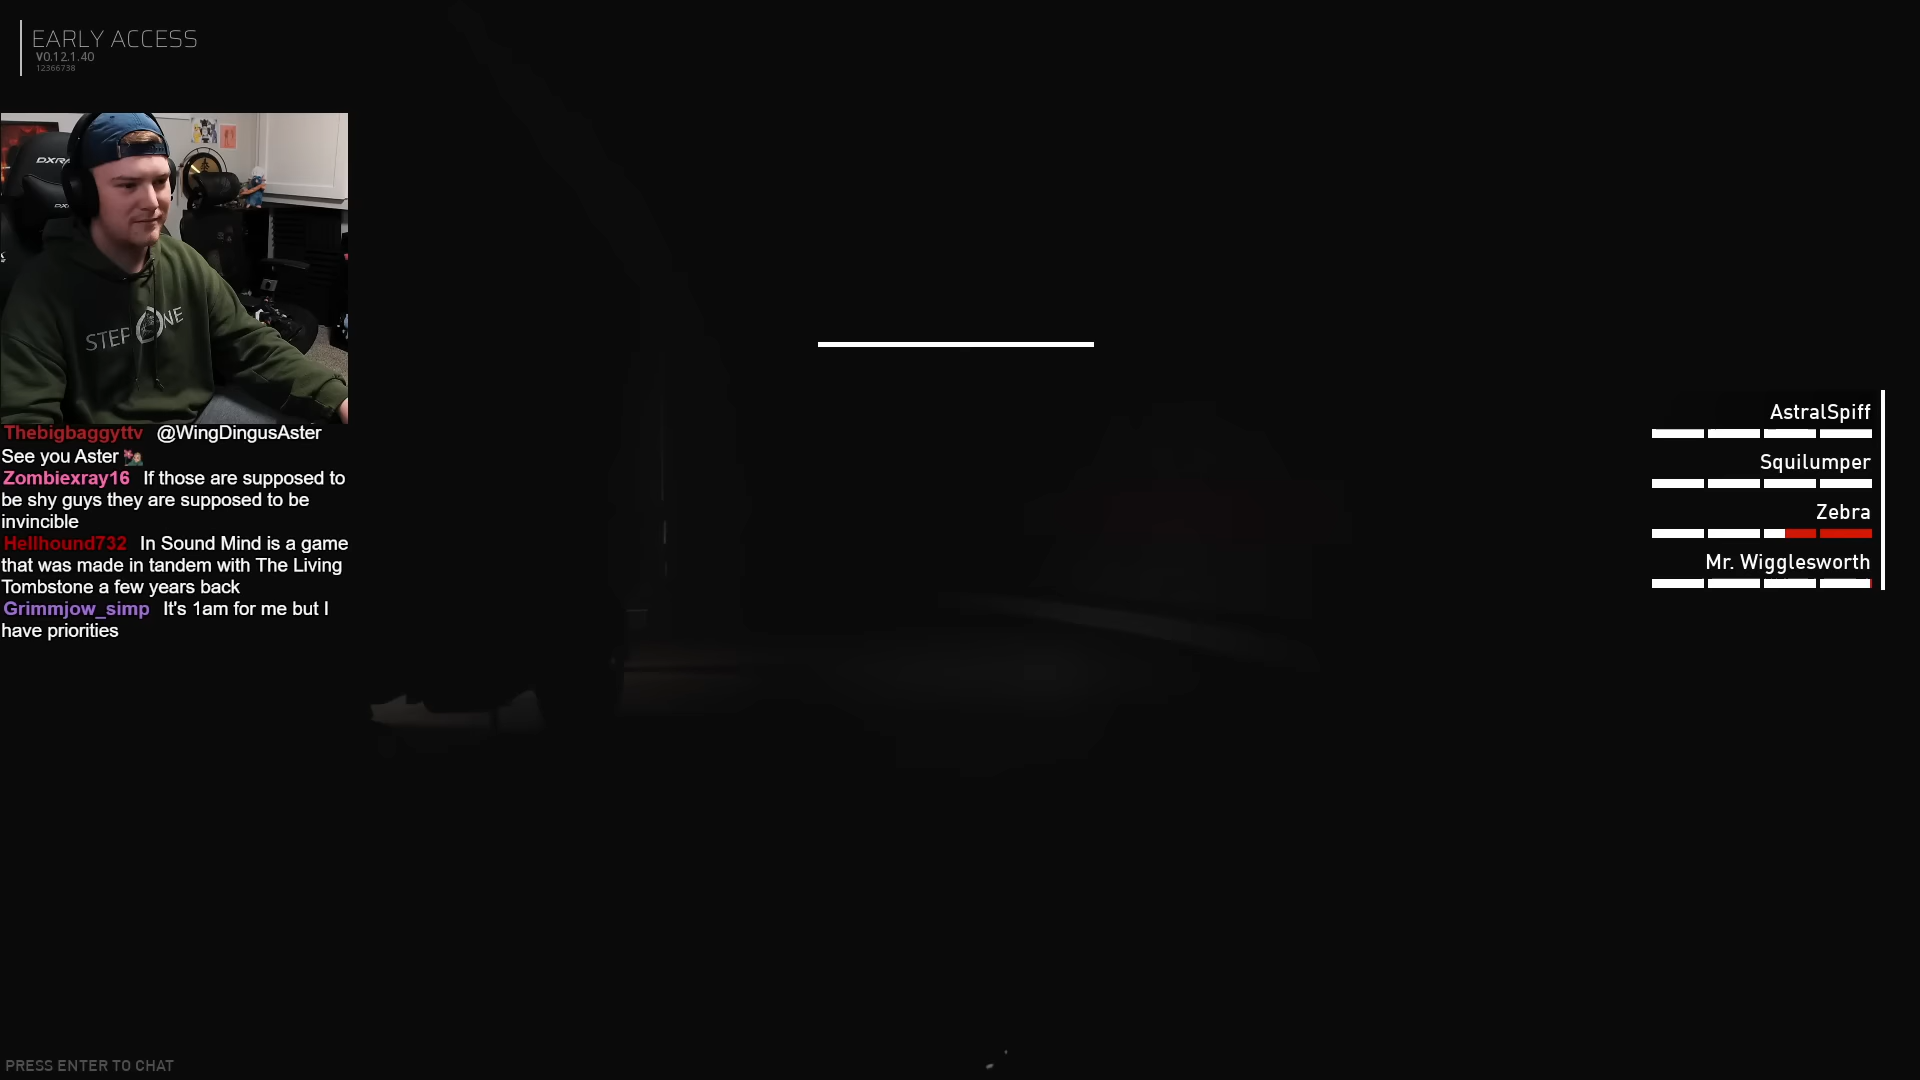 EARLY ACCESS
V0.12.1.40
12366738
DXRA
STEP ONE
Thebigbaggyttv @WingDingusAster
See you Aster
Zombiexray16 If those are supposed to
be shy guys they are supposed to be
invincible
Hellhound732 In Sound Mind is a game
that was made in tandem with The Living
Tombstone a few years back
Grimmjow_simp It's 1am for me but I
have priorities
AstralSpiff
Squilumper
Zebra
Mr. Wigglesworth
PRESS ENTER TO CHAT